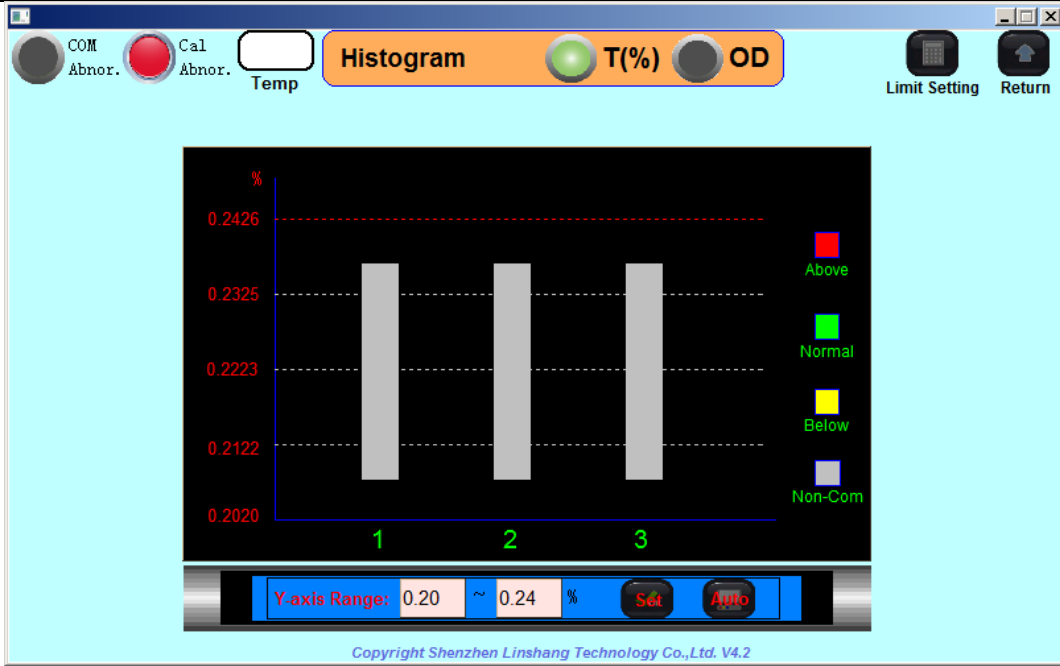 COM
Abnor.
Cal
Abnor.
Temp
Histogram
T(%)
OD
Limit Setting
Return
%
0.2426
0.2325
0.2223
0.2122
0.2020
1
2
3
Above
Normal
Below
Non-Com
Y-axis Range:
0.20
~
0.24
%
Set
Auto
Copyright Shenzhen Linshang Technology Co.,Ltd. V4.2